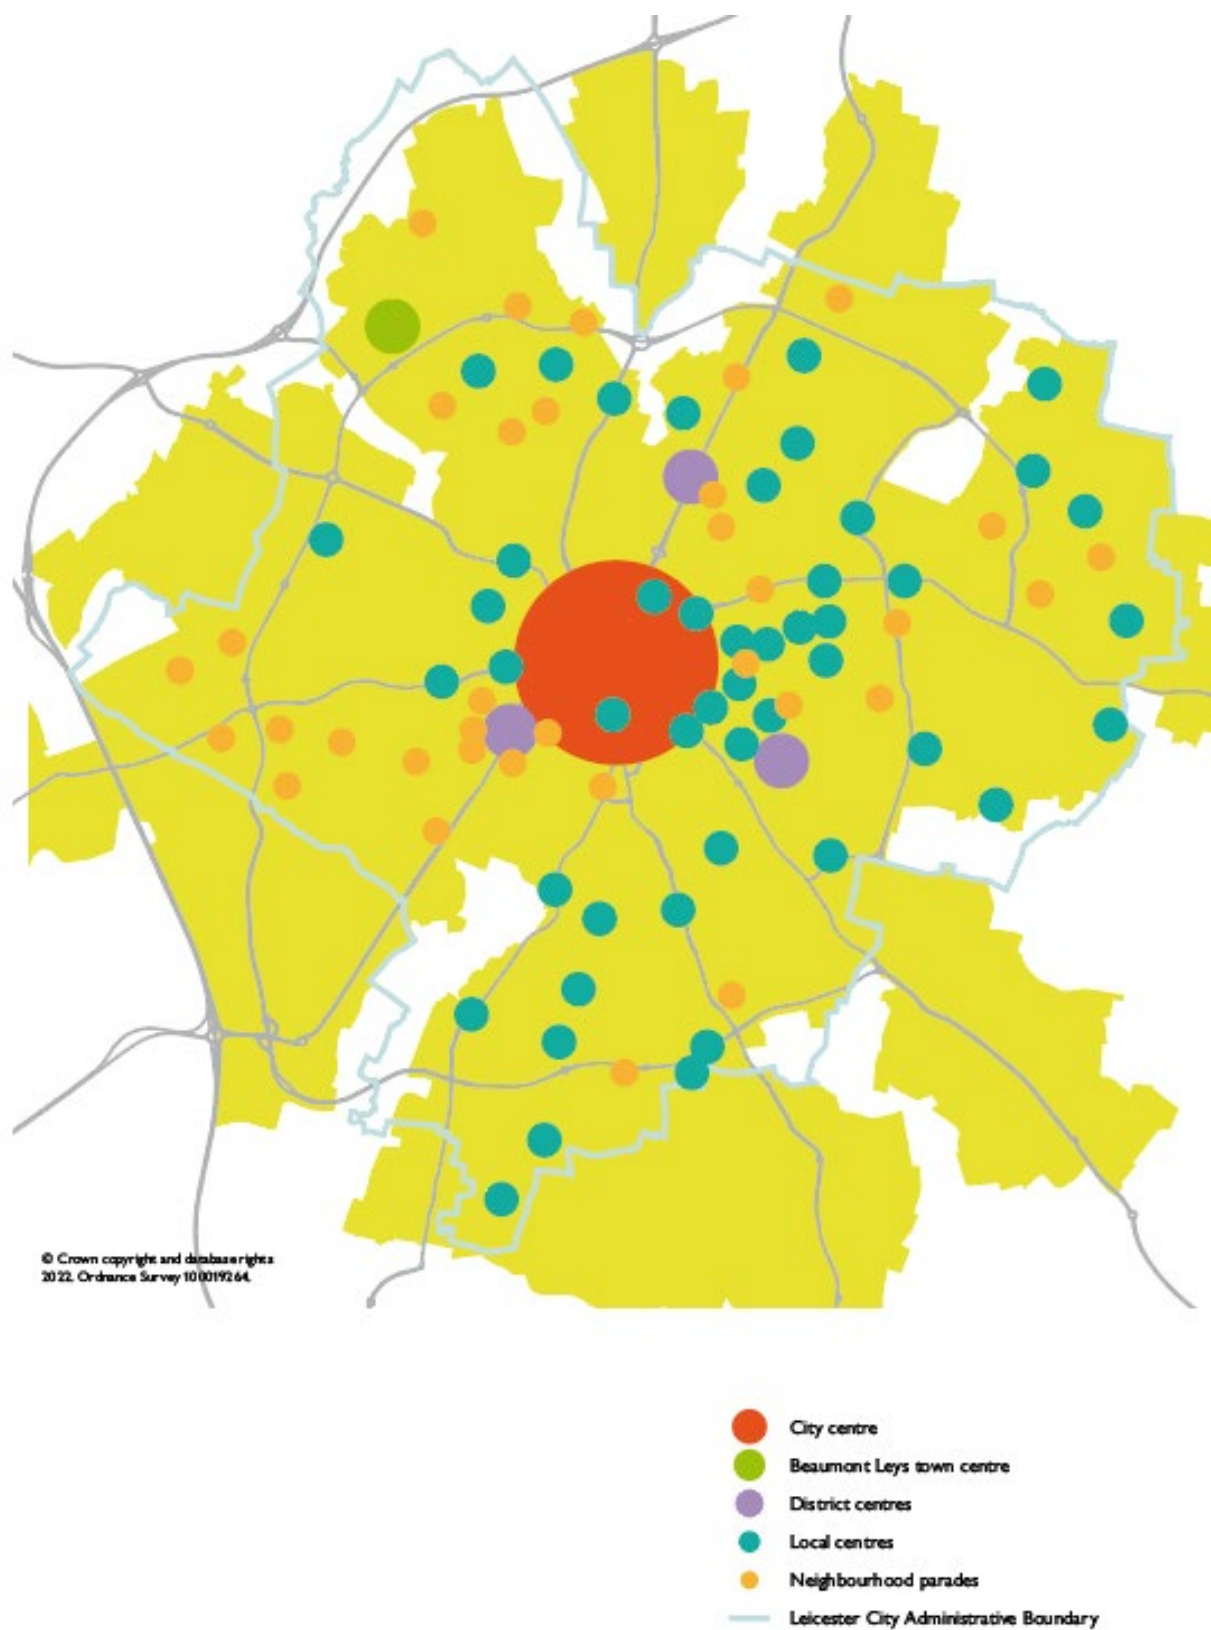 © Crown copyright and database rights
2022. Ordnance Survey 100019264.
City centre
Beaumont Leys town centre
District centres
Local centres
Neighbourhood parades
Leicester City Administrative Boundary